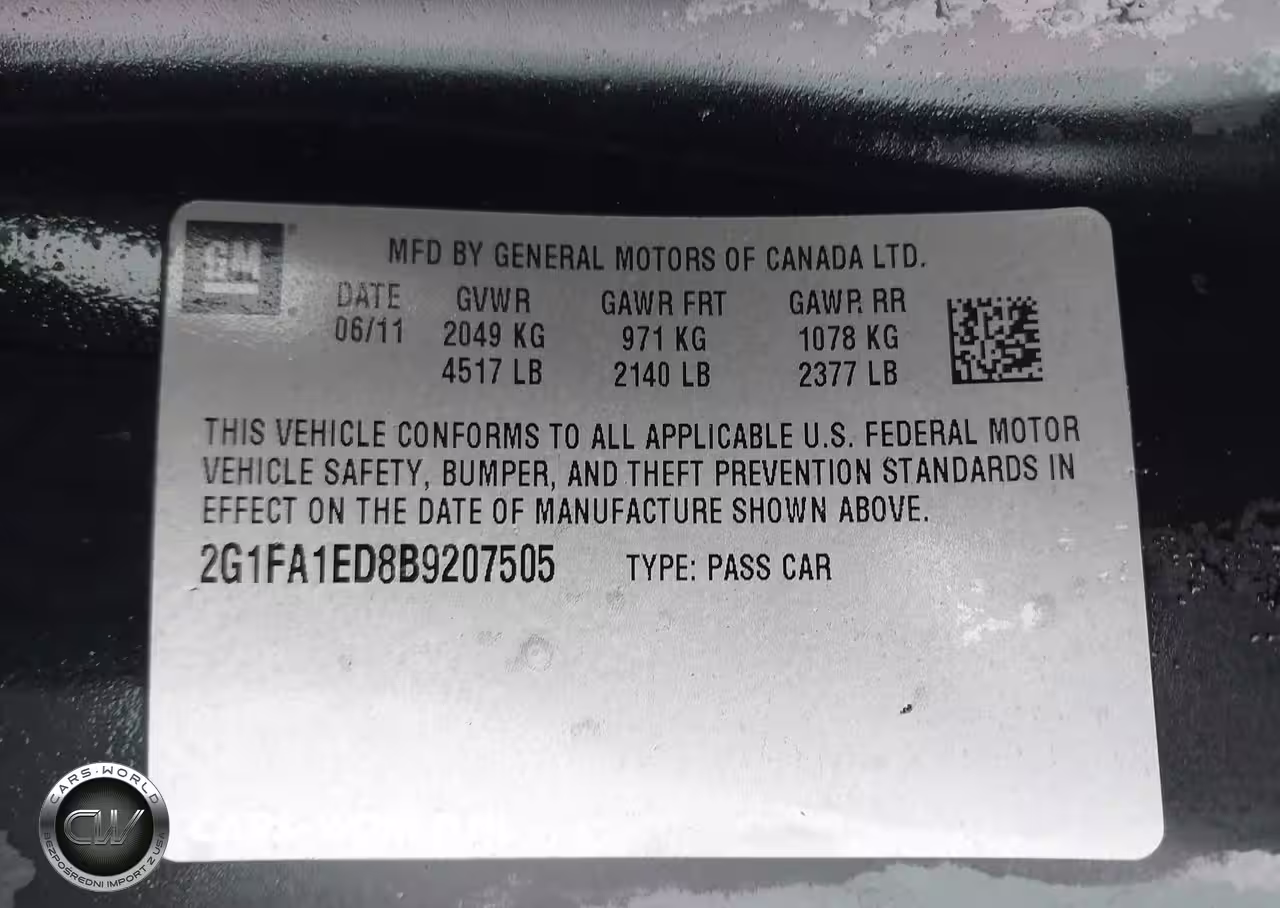 GM
MFD BY GENERAL MOTORS OF CANADA LTD.
DATE GVWR GAWR FRT GAWR RR
06/11 2049 KG 971 KG 1078 KG
4517 LB 2140 LB 2377 LB
THIS VEHICLE CONFORMS TO ALL APPLICABLE U.S. FEDERAL MOTOR
VEHICLE SAFETY, BUMPER, AND THEFT PREVENTION STANDARDS IN
EFFECT ON THE DATE OF MANUFACTURE SHOWN ABOVE.
2G1FA1ED8B9207505 TYPE: PASS CAR
CARS·WORLD
CW
BEZPOSREDNI IMPORT Z USA